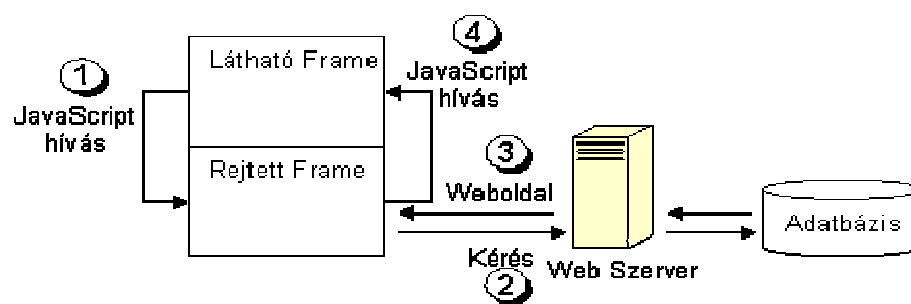 1
JavaScript
hívás
Látható Frame
Rejtett Frame
4
JavaScript
hívás
3
Weboldal
Kérés
2
Web Szerver
Adatbázis